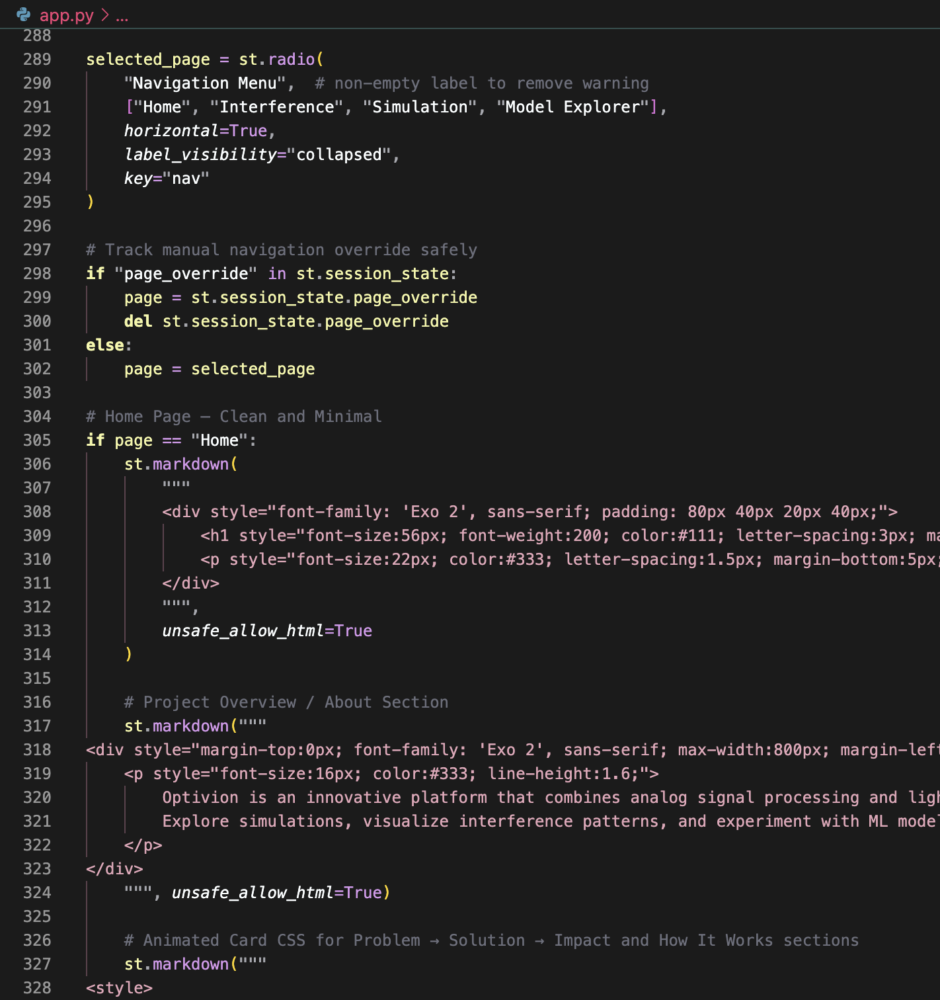 app.py > ...
288
289 selected_page = st.radio(
290     "Navigation Menu",  # non-empty label to remove warning
291     ["Home", "Interference", "Simulation", "Model Explorer"],
292     horizontal=True,
293     label_visibility="collapsed",
294     key="nav"
295 )
296
297 # Track manual navigation override safely
298 if "page_override" in st.session_state:
299     page = st.session_state.page_override
300     del st.session_state.page_override
301 else:
302     page = selected_page
303
304 # Home Page — Clean and Minimal
305 if page == "Home":
306     st.markdown(
307         """
308         <div style="font-family: 'Exo 2', sans-serif; padding: 80px 40px 20px 40px;">
309             <h1 style="font-size:56px; font-weight:200; color:#111; letter-spacing:3px; ma
310             <p style="font-size:22px; color:#333; letter-spacing:1.5px; margin-bottom:5px;
311         </div>
312         """,
313         unsafe_allow_html=True
314     )
315
316     # Project Overview / About Section
317     st.markdown("""
318 <div style="margin-top:0px; font-family: 'Exo 2', sans-serif; max-width:800px; margin-left
319     <p style="font-size:16px; color:#333; line-height:1.6;">
320         Optivion is an innovative platform that combines analog signal processing and ligh
321         Explore simulations, visualize interference patterns, and experiment with ML model
322     </p>
323 </div>
324     """, unsafe_allow_html=True)
325
326     # Animated Card CSS for Problem → Solution → Impact and How It Works sections
327     st.markdown("""
328 <style>